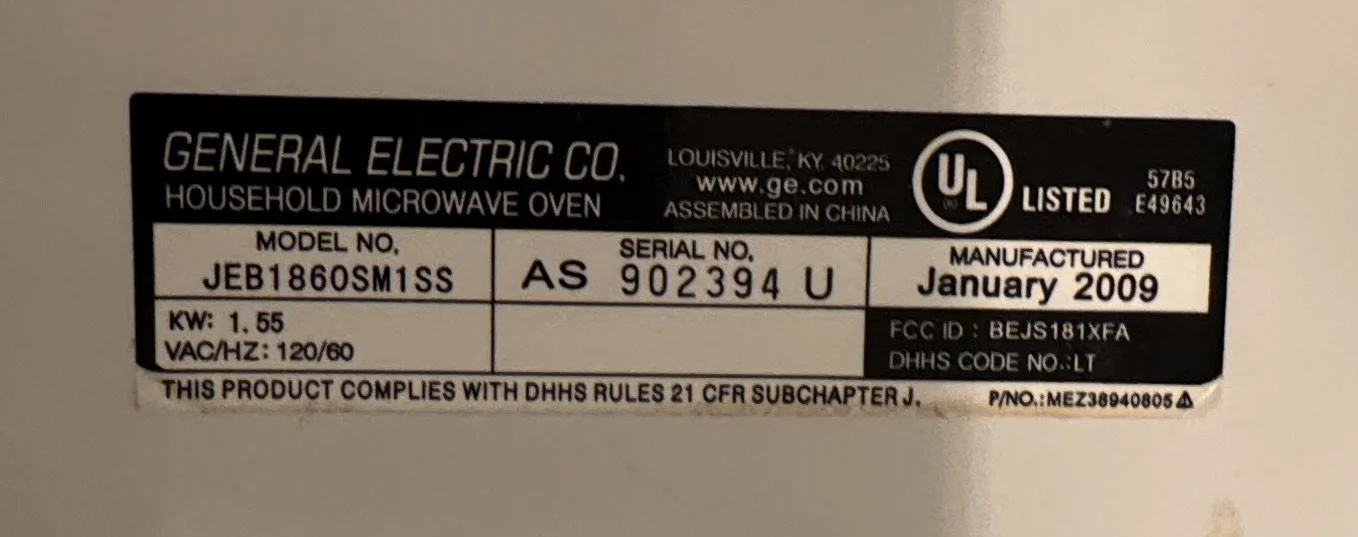 GENERAL ELECTRIC CO.
HOUSEHOLD MICROWAVE OVEN
LOUISVILLE, KY. 40225
www.ge.com
ASSEMBLED IN CHINA
UL
®
LISTED
57B5
E49643
MODEL NO.
JEB1860SM1SS
SERIAL NO.
AS 902394 U
MANUFACTURED
January 2009
KW: 1.55
VAC/HZ: 120/60
FCC ID : BEJS181XFA
DHHS CODE NO.:LT
THIS PRODUCT COMPLIES WITH DHHS RULES 21 CFR SUBCHAPTER J.
P/NO.:MEZ38940805